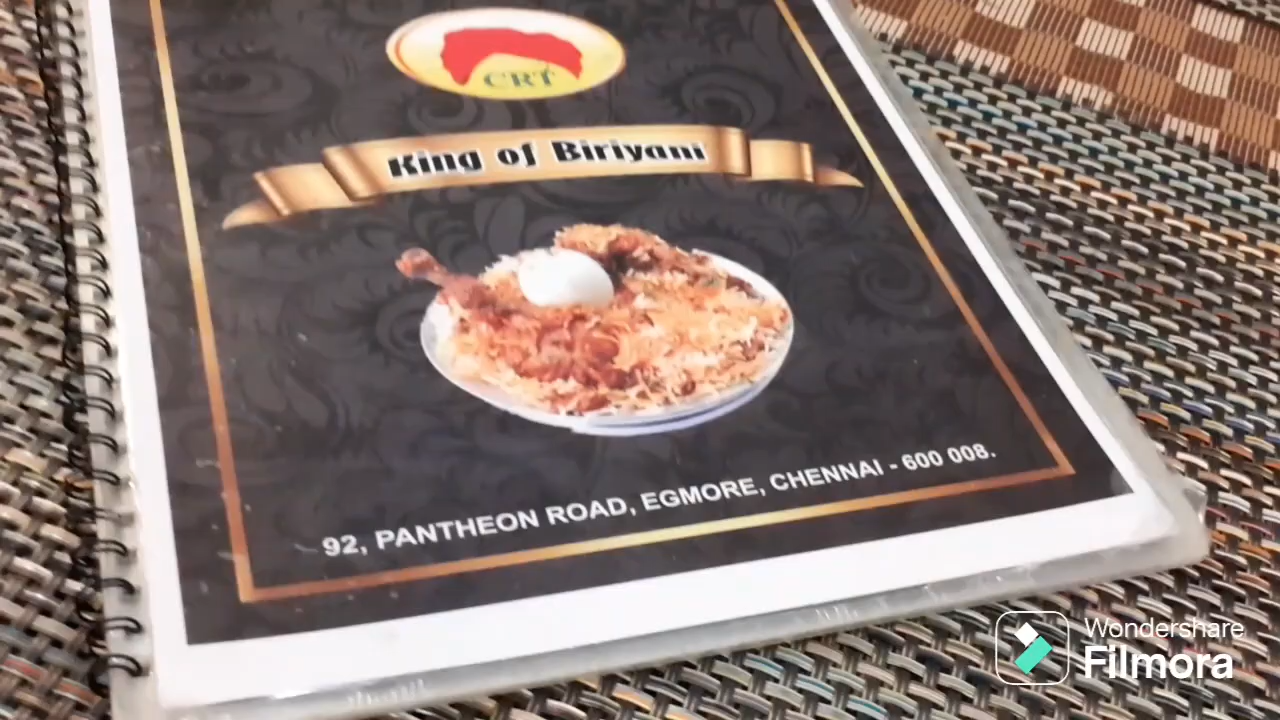 CRT
King of Biriyani
92, PANTHEON ROAD, EGMORE, CHENNAI - 600 008.
Wondershare
Filmora